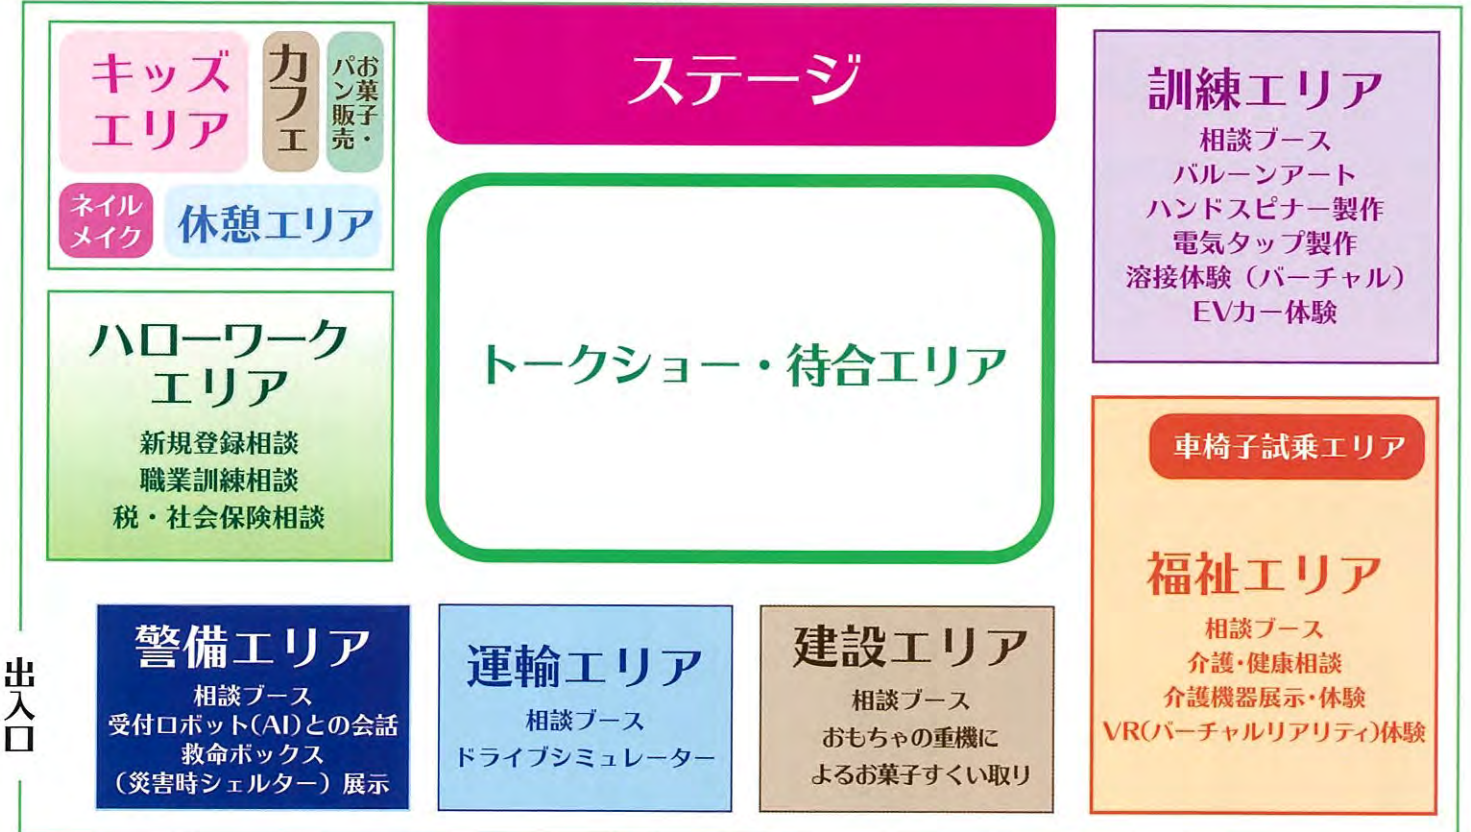 キッズ
エリア
カフェ
お菓子・
パン販売
ネイル
メイク
休憩エリア
ステージ
訓練エリア
相談ブース
バルーンアート
ハンドスピナー製作
電気タップ製作
溶接体験（バーチャル）
EVカー体験
ハローワーク
エリア
新規登録相談
職業訓練相談
税・社会保険相談
トークショー・待合エリア
車椅子試乗エリア
福祉エリア
相談ブース
介護・健康相談
介護機器展示・体験
VR(バーチャルリアリティ)体験
出入口
警備エリア
相談ブース
受付ロボット(AI)との会話
救命ボックス
（災害時シェルター）展示
運輸エリア
相談ブース
ドライブシミュレーター
建設エリア
相談ブース
おもちゃの重機に
よるお菓子すくい取り